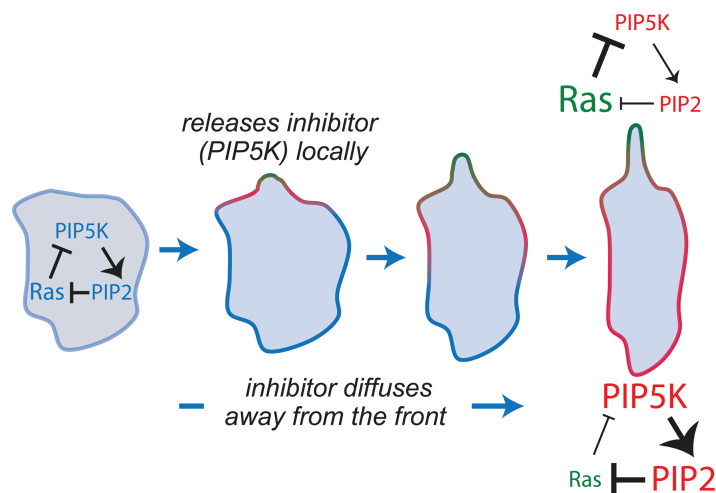 PIP5K
Ras
PIP2
releases inhibitor
(PIP5K) locally
PIP5K
Ras
PIP2
inhibitor diffuses
away from the front
PIP5K
Ras
PIP2